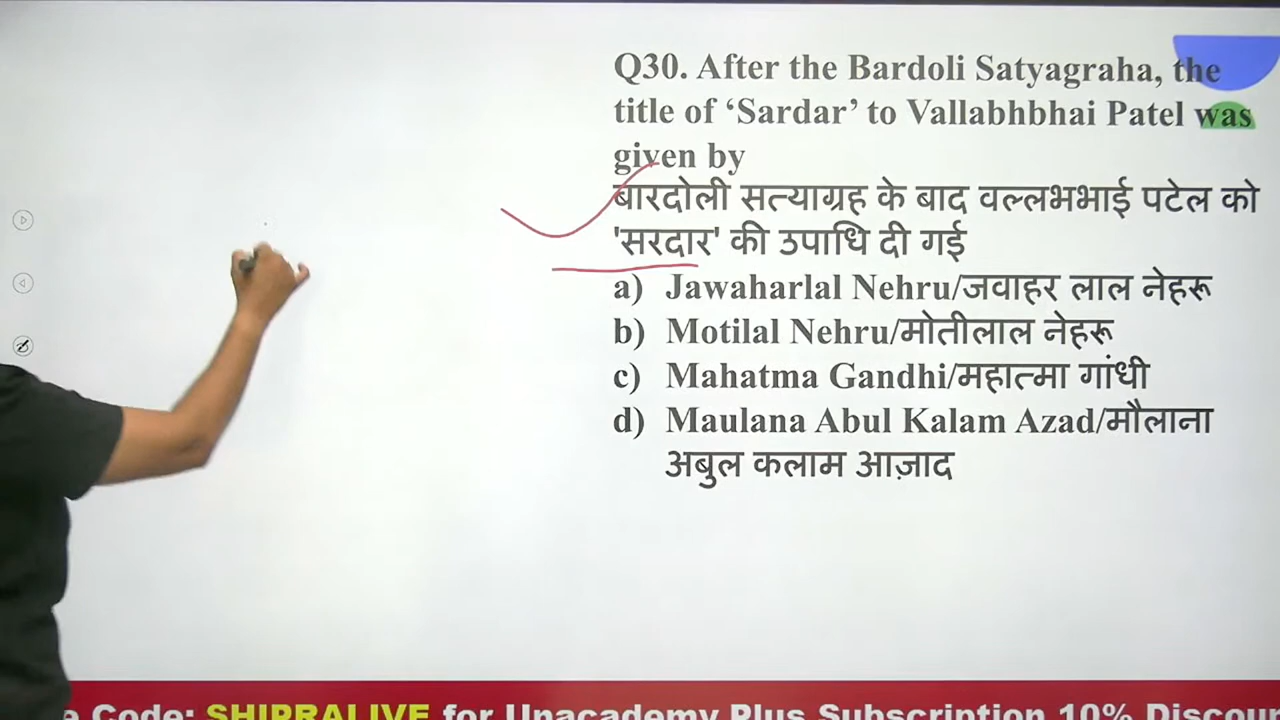 Q30. After the Bardoli Satyagraha, the
title of ‘Sardar’ to Vallabhbhai Patel was
given by
बारदोली सत्याग्रह के बाद वल्लभभाई पटेल को
'सरदार' की उपाधि दी गई
a) Jawaharlal Nehru/जवाहर लाल नेहरू
b) Motilal Nehru/मोतीलाल नेहरू
c) Mahatma Gandhi/महात्मा गांधी
d) Maulana Abul Kalam Azad/मौलाना
अबुल कलाम आज़ाद
e Code: SHIPRALIVE for Unacademy Plus Subscription 10% Discoun